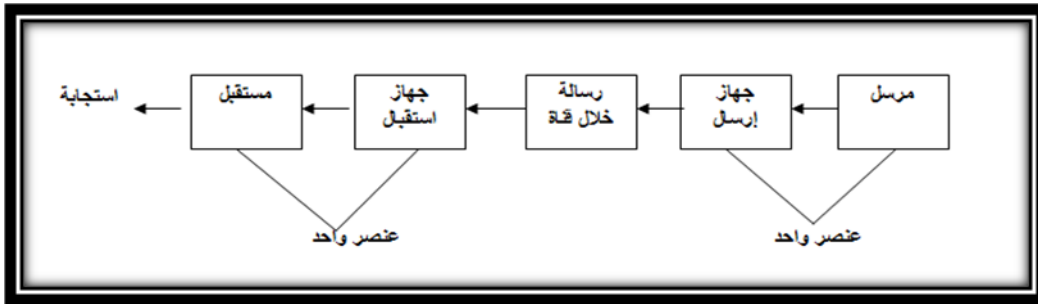 مرسل
جهاز
إرسال
رسالة
خلال قناة
جهاز
استقبال
مستقبل
استجابة
عنصر واحد
عنصر واحد